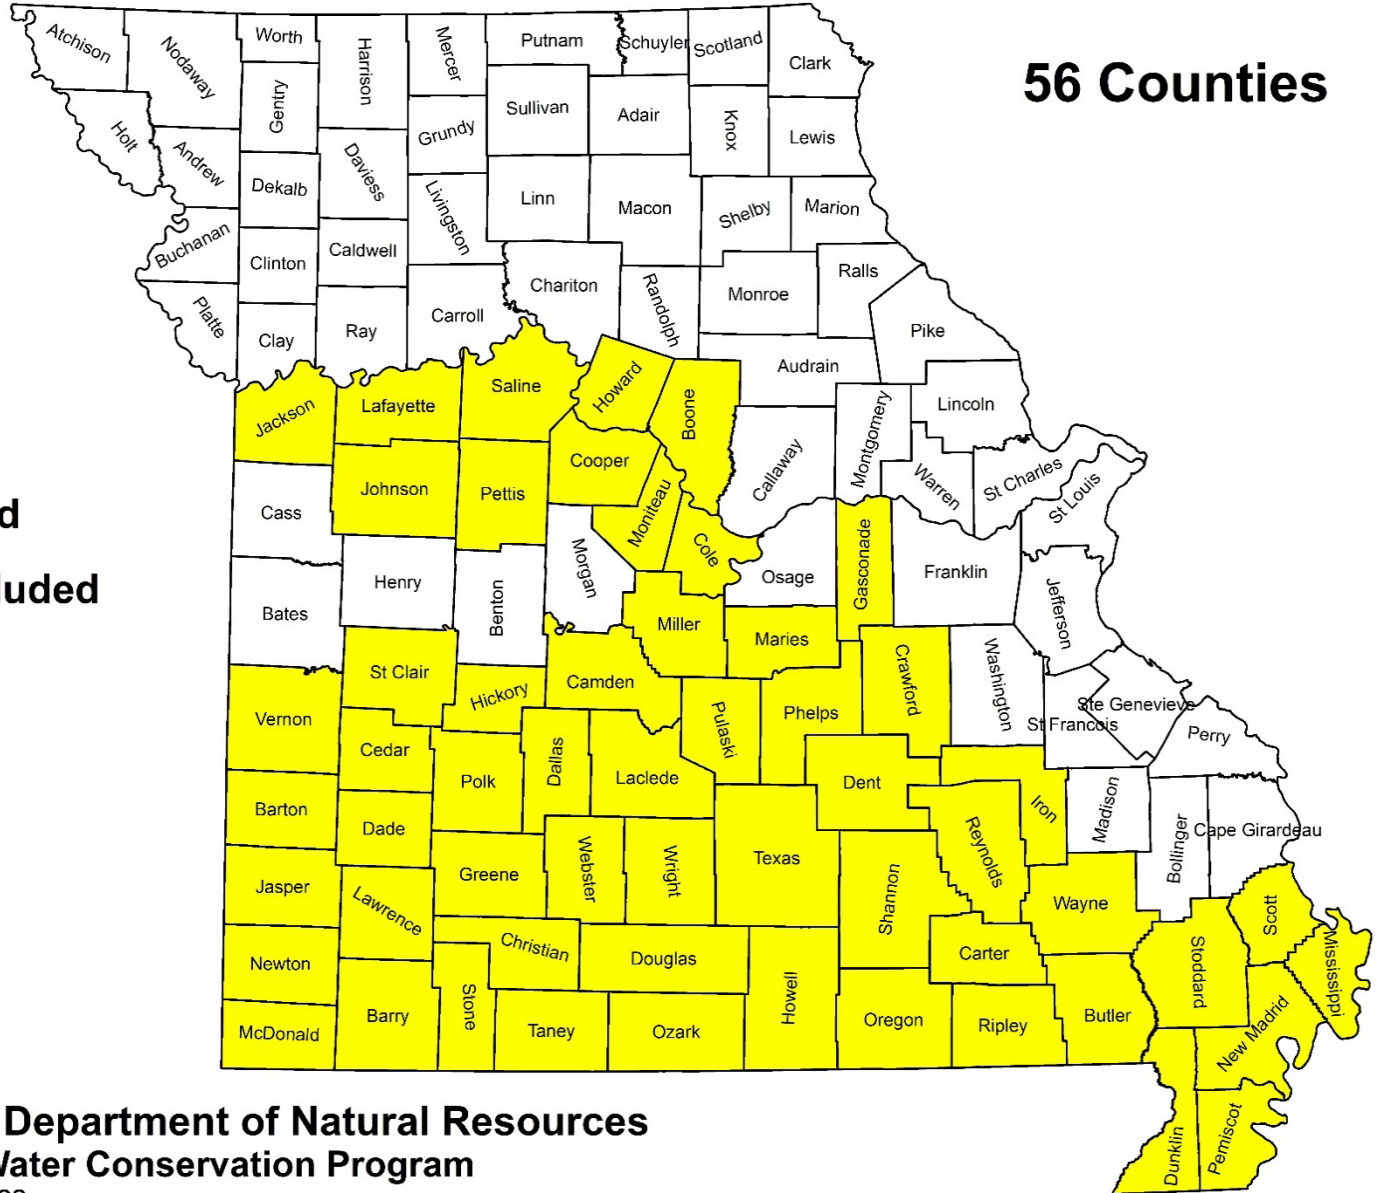 56 Counties
Atchison
Nodaway
Worth
Harrison
Mercer
Putnam
Schuyler
Scotland
Clark
Gentry
Sullivan
Adair
Knox
Lewis
Holt
Andrew
Grundy
Dekalb
Daviess
Livingston
Linn
Macon
Shelby
Marion
Buchanan
Clinton
Caldwell
Chariton
Randolph
Monroe
Ralls
Platte
Clay
Ray
Carroll
Pike
Audrain
Jackson
Lafayette
Saline
Howard
Boone
Lincoln
Callaway
Montgomery
Warren
St Charles
St Louis
Cooper
Johnson
Pettis
Moniteau
Cass
d
Morgan
Cole
Osage
Gasconade
Franklin
Jefferson
luded
Henry
Benton
Bates
Miller
Maries
Crawford
Washington
St Clair
Hickory
Camden
Ste Genevieve
St Francois
Perry
Vernon
Pulaski
Phelps
Cedar
Polk
Dallas
Laclede
Dent
Barton
Dade
Iron
Madison
Bollinger
Cape Girardeau
Reynolds
Jasper
Lawrence
Greene
Webster
Wright
Texas
Shannon
Wayne
Scott
Newton
Christian
Douglas
Carter
Stoddard
Mississippi
McDonald
Barry
Stone
Taney
Ozark
Howell
Oregon
Ripley
Butler
New Madrid
Dunklin
Pemiscot
Department of Natural Resources
Water Conservation Program